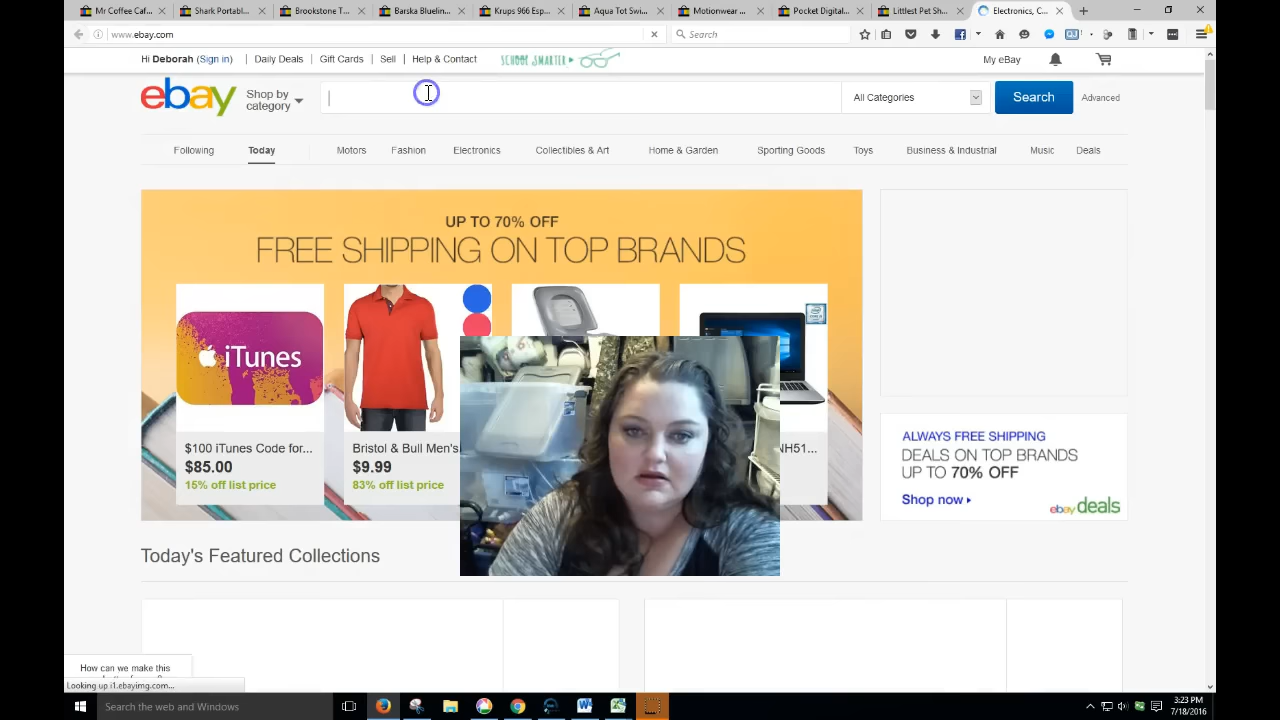 Mr Coffee Caf...
Shark Portabl...
Brookstone T...
Barska Bluelin...
Krups 966 Esp...
Aqua Tot Swi...
Motionwear ...
Pocket Digital...
Littlest Pet Sh...
Electronics, C...
www.ebay.com
Search
Hi Deborah (Sign in)
Daily Deals
Gift Cards
Sell
Help & Contact
SCHOOL SMARTER
My eBay
ebay
Shop by category
All Categories
Search
Advanced
Following
Today
Motors
Fashion
Electronics
Collectibles & Art
Home & Garden
Sporting Goods
Toys
Business & Industrial
Music
Deals
UP TO 70% OFF
FREE SHIPPING ON TOP BRANDS
iTunes
$100 iTunes Code for...
$85.00
15% off list price
Bristol & Bull Men's
$9.99
83% off list price
NH51...
ALWAYS FREE SHIPPING
DEALS ON TOP BRANDS
UP TO 70% OFF
Shop now
ebay deals
Today's Featured Collections
How can we make this
Looking up i1.ebayimg.com...
Search the web and Windows
3:23 PM
7/18/2016